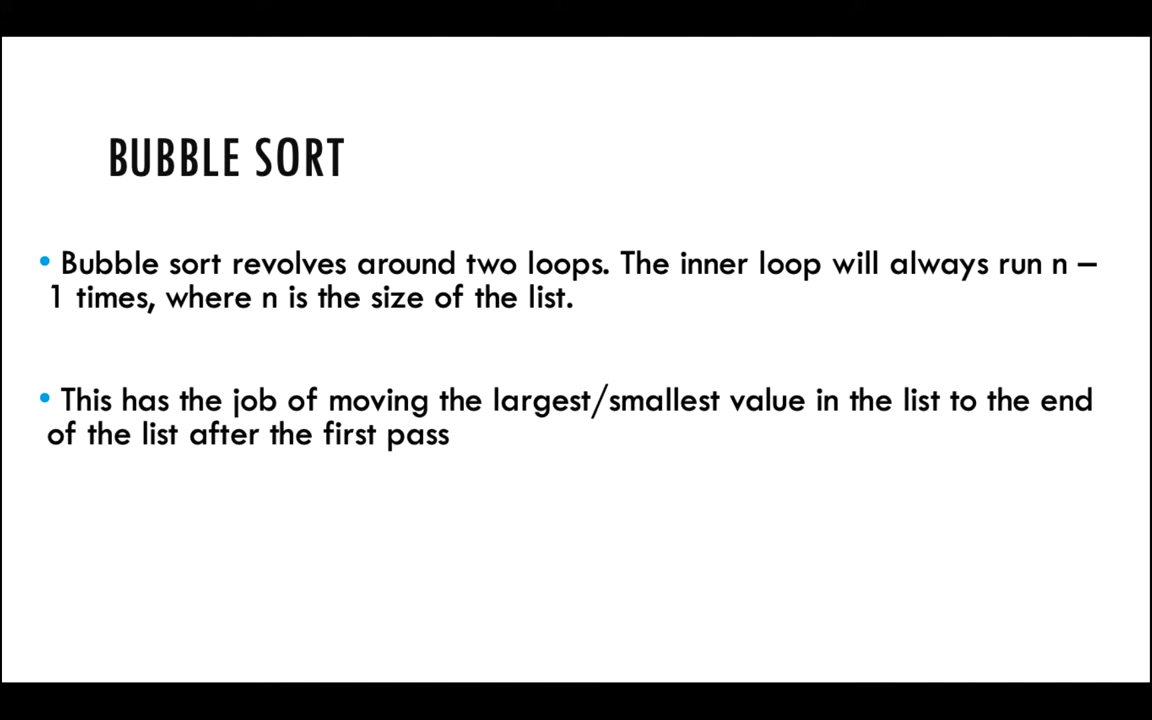 BUBBLE SORT
• Bubble sort revolves around two loops. The inner loop will always run n –
1 times, where n is the size of the list.
• This has the job of moving the largest/smallest value in the list to the end
of the list after the first pass